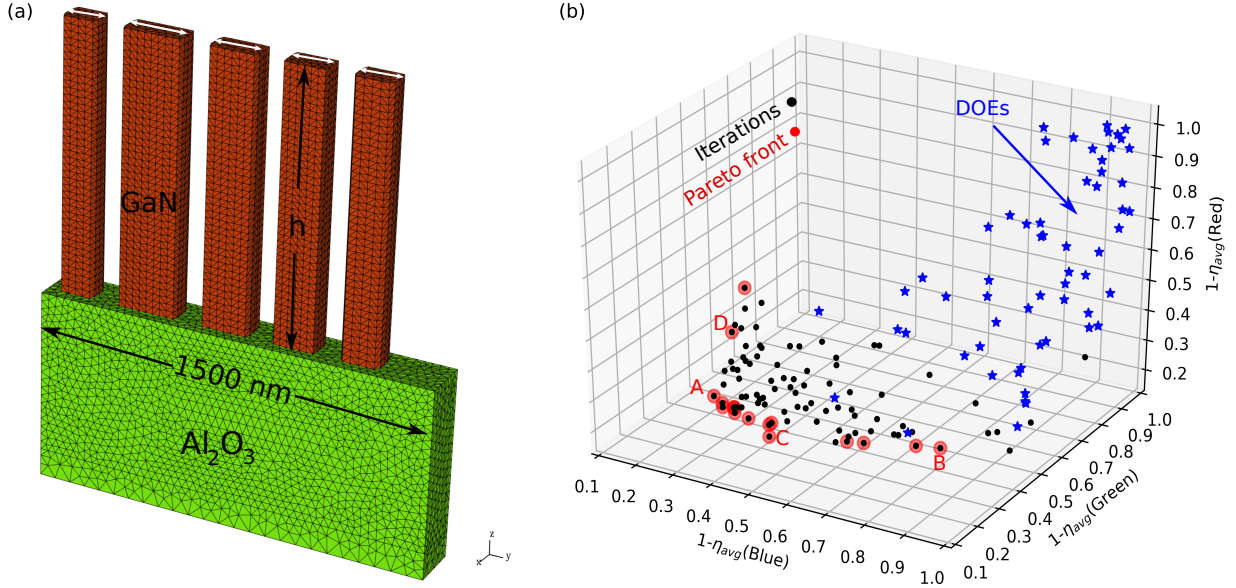 (a)
GaN
h
1500 nm
Al₂O₃
z
x
y
(b)
Iterations
Pareto front
DOEs
D
A
C
B
1.0
0.9
0.8
0.7
0.6
0.5
0.4
0.3
0.2
1-ηavg(Red)
0.1
0.2
0.3
0.4
0.5
0.6
0.7
0.8
0.9
1.0
1-ηavg(Blue)
0.1
0.2
0.3
0.4
0.5
0.6
0.7
0.8
0.9
1.0
1-ηavg(Green)